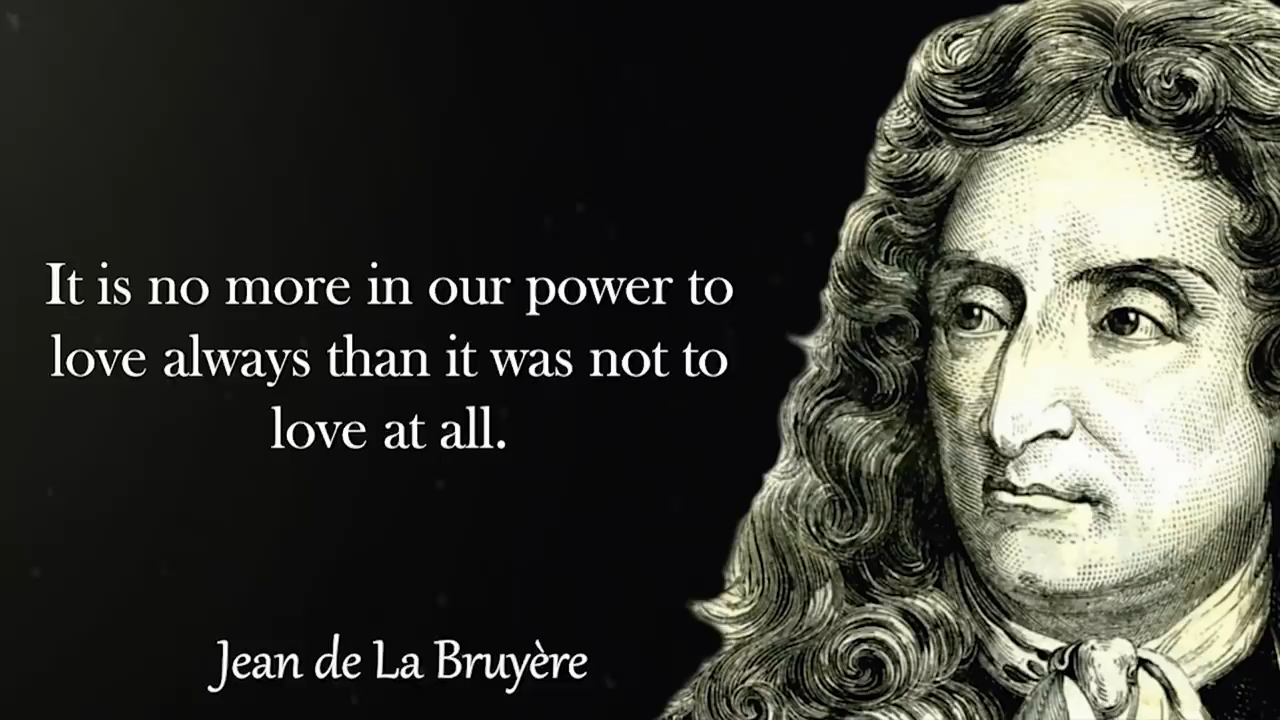 It is no more in our power to
love always than it was not to
love at all.
Jean de La Bruyère